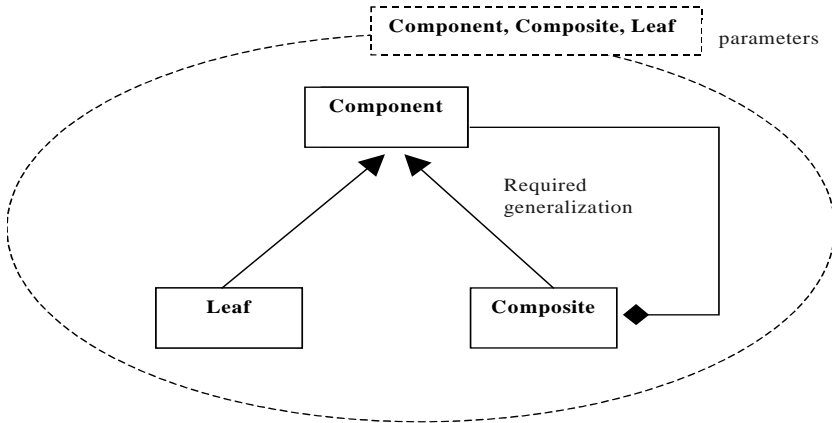 Component, Composite, Leaf
parameters
Component
Required
generalization
Leaf
Composite